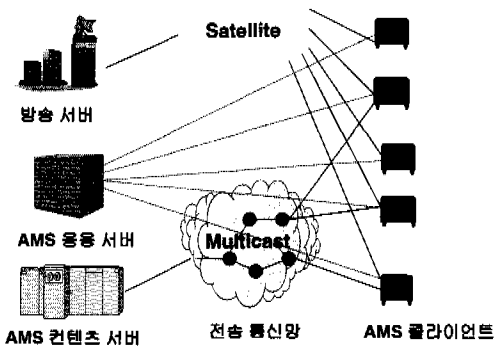 Satellite
방송 서버
AMS 응용 서버
Multicast
AMS 컨텐츠 서버
전송 통신망
AMS 클라이언트